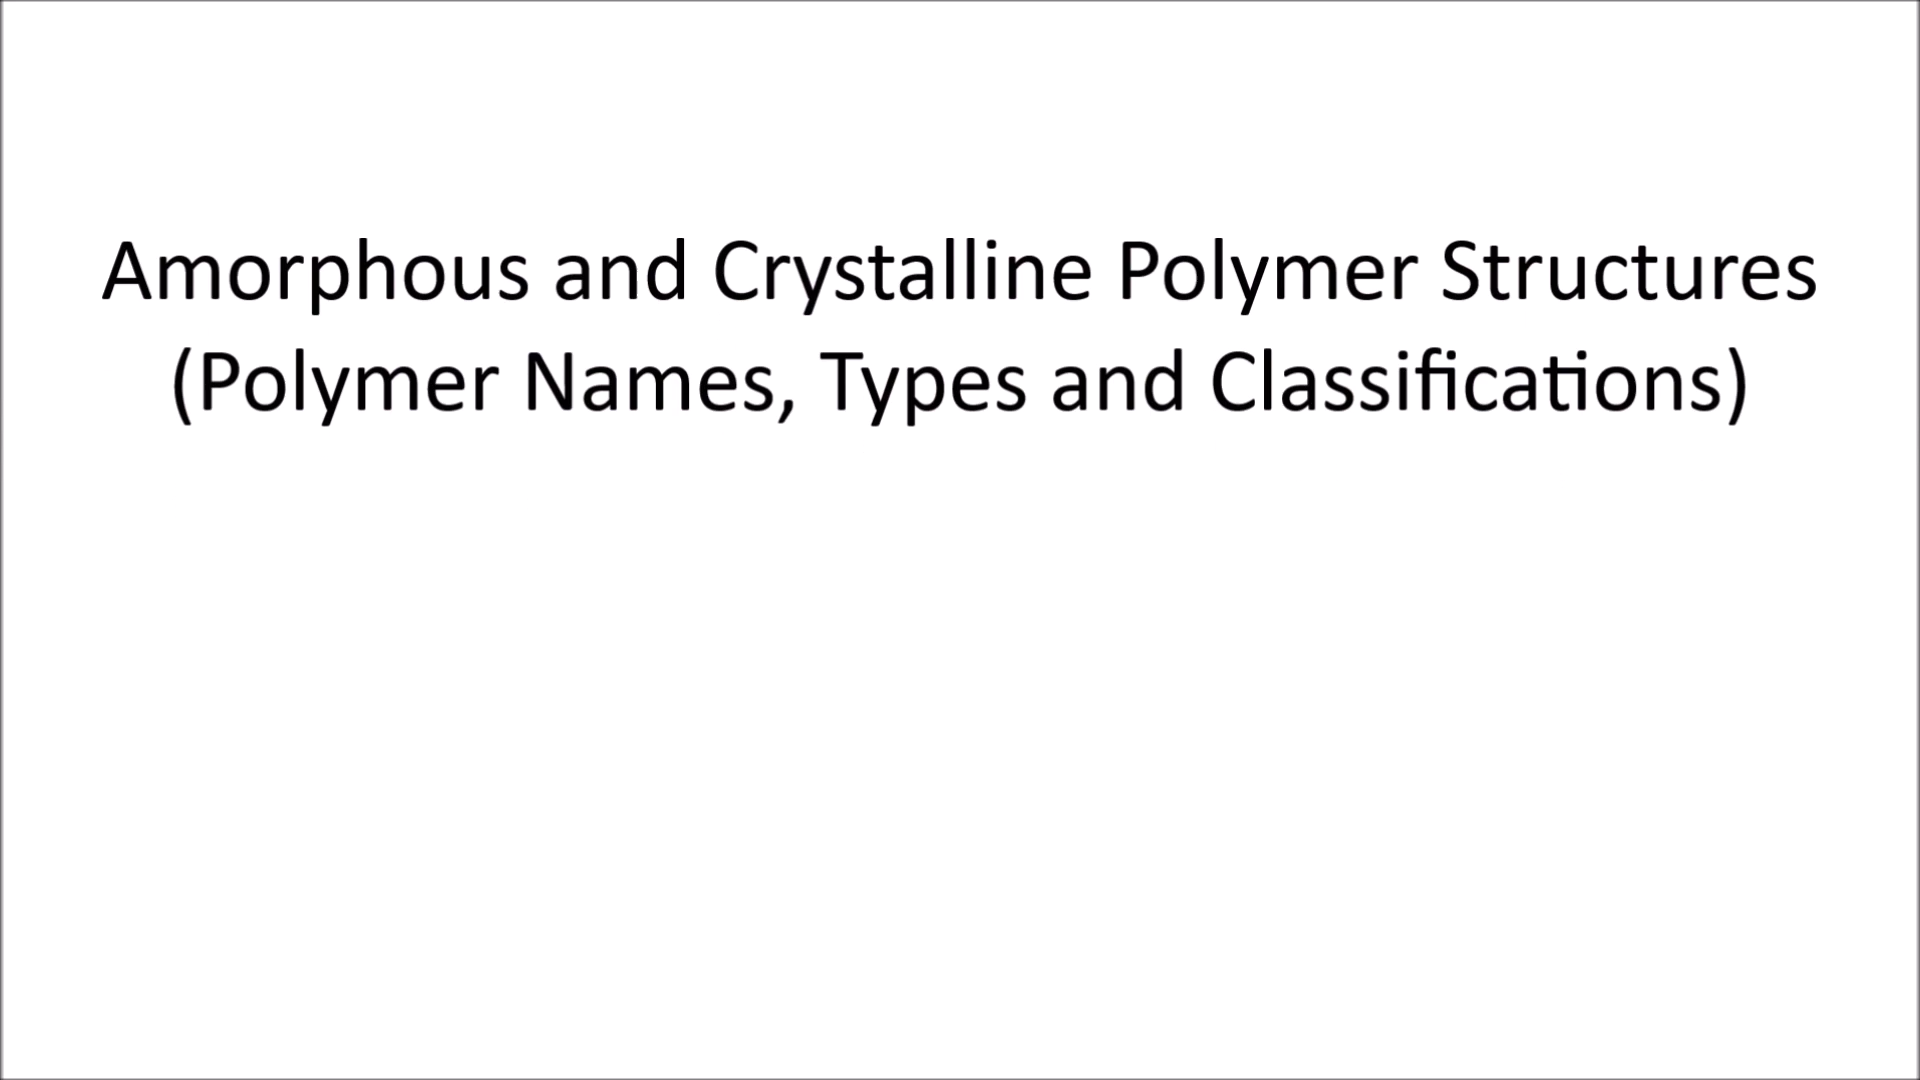 Amorphous and Crystalline Polymer Structures
(Polymer Names, Types and Classifications)